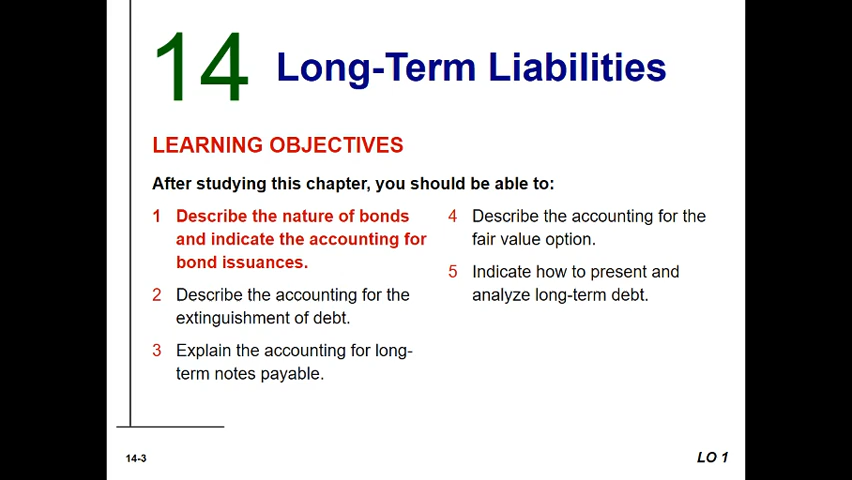 14 Long-Term Liabilities
LEARNING OBJECTIVES
After studying this chapter, you should be able to:
1 Describe the nature of bonds
and indicate the accounting for
bond issuances.
2 Describe the accounting for the
extinguishment of debt.
3 Explain the accounting for long-
term notes payable.
4 Describe the accounting for the
fair value option.
5 Indicate how to present and
analyze long-term debt.
14-3
LO 1